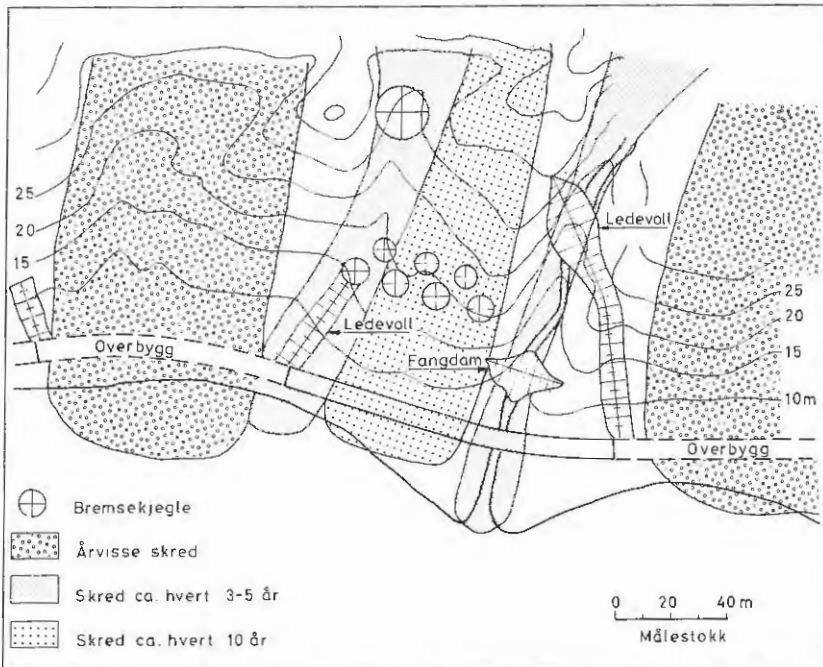 25
20
15
Ledevoll
25
20
15
10m
Ledevoll
Overbygg
Fangdam
Overbygg
Bremsekjegle
Årvisse skred
Skred ca. hvert 3-5 år
Skred ca. hvert 10 år
0 20 40m
Målestokk